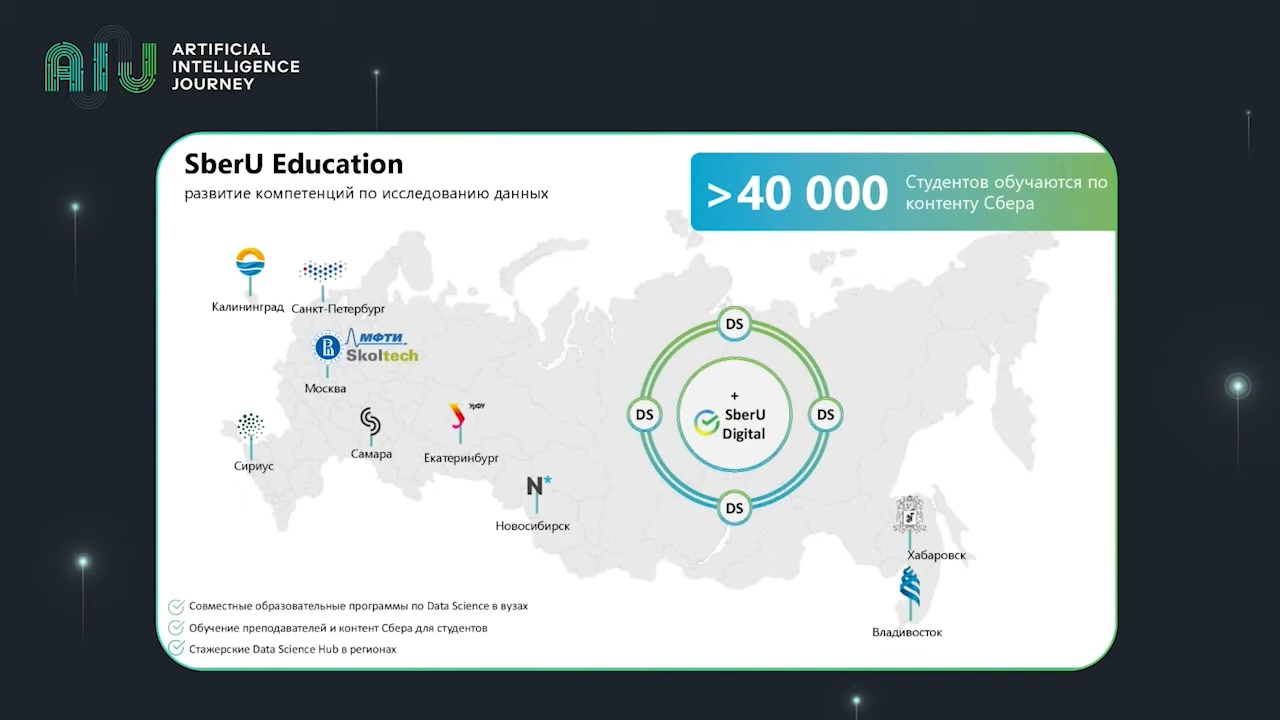 ARTIFICIAL
INTELLIGENCE
JOURNEY
SberU Education
развитие компетенций по исследованию данных
>40 000
Студентов обучаются по
контенту Сбера
Калининград
Санкт-Петербург
МФТИ
Skoltech
Москва
УрФУ
Сириус
Самара
Екатеринбург
N*
Новосибирск
DS
DS
+
SberU
Digital
DS
DS
Хабаровск
Владивосток
Совместные образовательные программы по Data Science в вузах
Обучение преподавателей и контент Сбера для студентов
Стажерские Data Science Hub в регионах